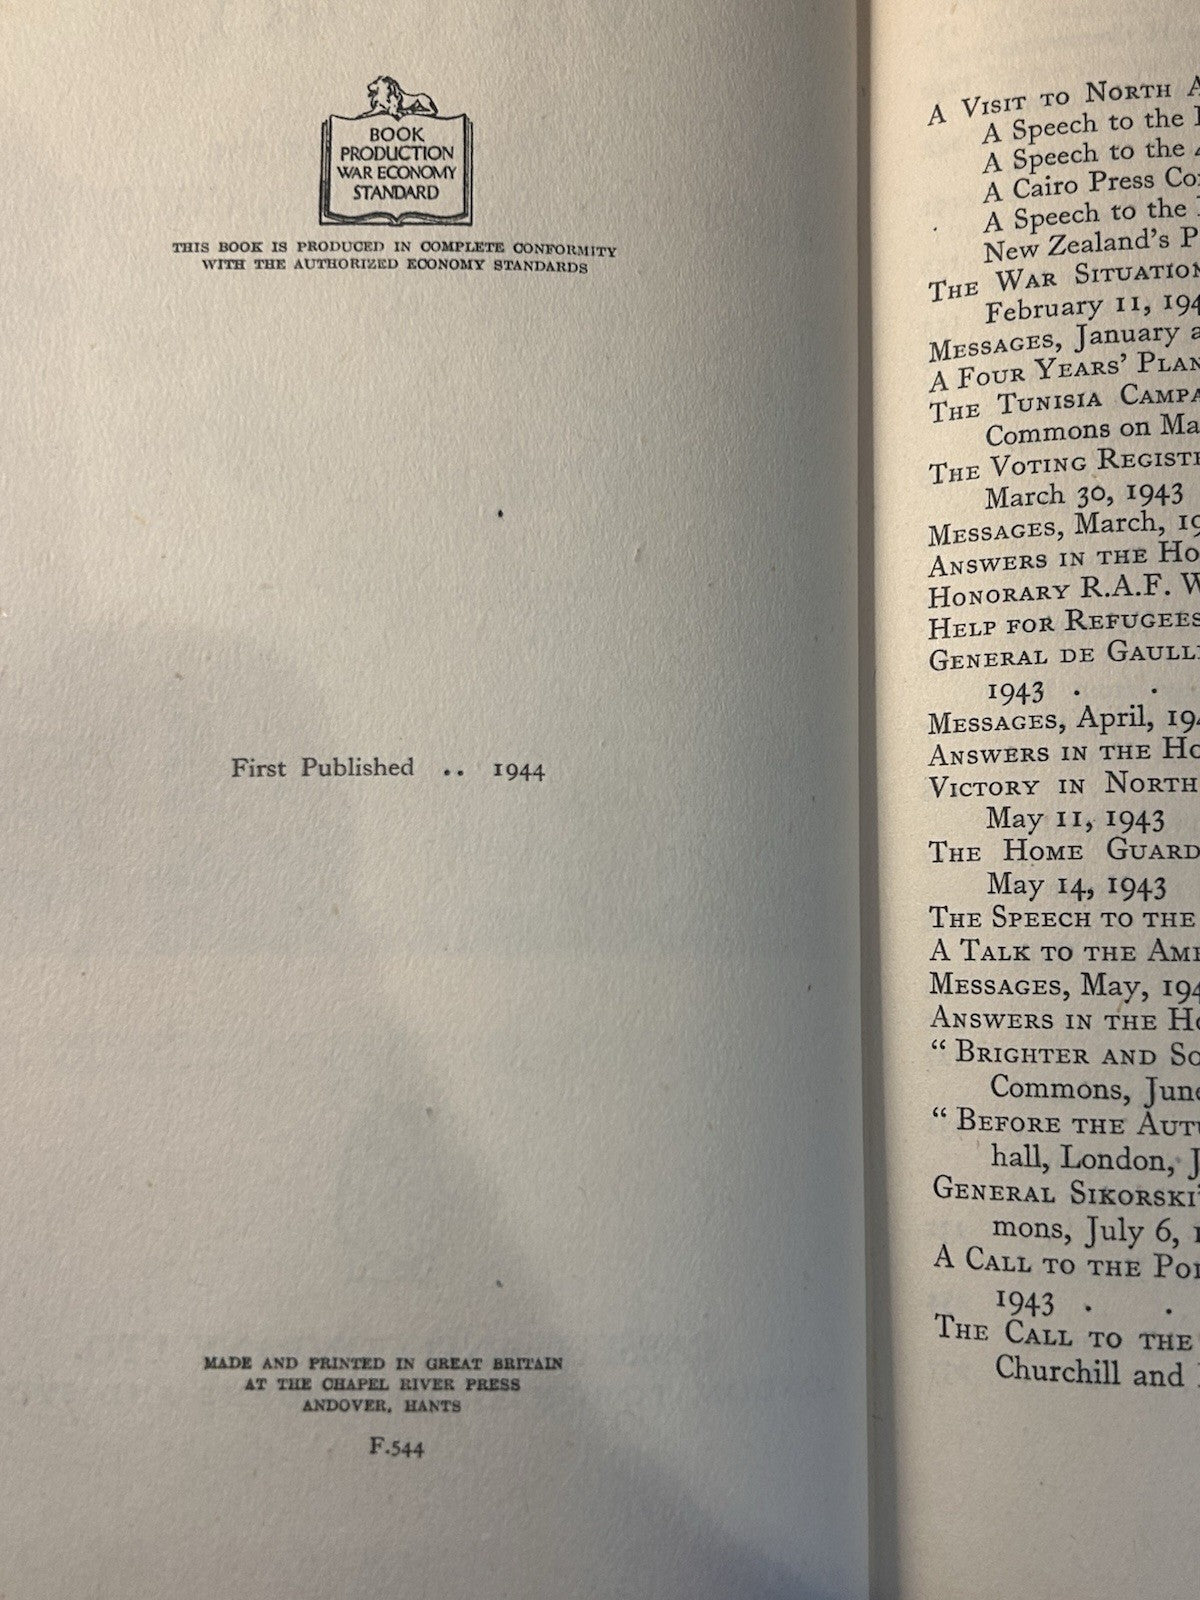 BOOK
PRODUCTION
WAR ECONOMY
STANDARD
THIS BOOK IS PRODUCED IN COMPLETE CONFORMITY
WITH THE AUTHORIZED ECONOMY STANDARDS
First Published .. 1944
MADE AND PRINTED IN GREAT BRITAIN
AT THE CHAPEL RIVER PRESS
ANDOVER, HANTS
F.544
A VISIT TO NORTH
A Speech to the
A Speech to the
A Cairo Press
A Speech to the
New Zealand's
THE WAR SITUATION
February 11,
MESSAGES, January
A FOUR YEARS' PLAN
THE TUNISIA
Commons on
THE VOTING
March 30, 1943
MESSAGES, March,
ANSWERS IN THE
HONORARY R.A.F.
HELP FOR REFUGEES
GENERAL DE
1943 . .
MESSAGES, April,
ANSWERS IN THE
VICTORY IN NORTH
May 11, 1943
THE HOME GUARD
May 14, 1943
THE SPEECH TO THE
A TALK TO THE
MESSAGES, May,
ANSWERS IN THE
" BRIGHTER AND
Commons,
" BEFORE THE
hall, London,
GENERAL
mons, July 6,
A CALL TO THE
1943 . .
THE CALL TO THE
Churchill and